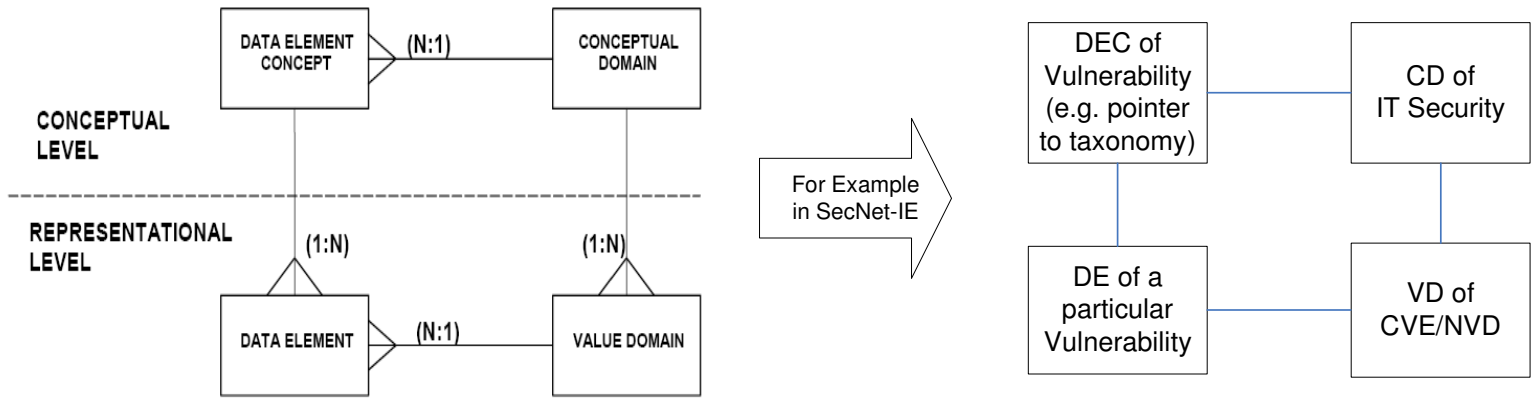 DATA ELEMENT
CONCEPT
(N:1)
CONCEPTUAL
DOMAIN
CONCEPTUAL
LEVEL
REPRESENTATIONAL
LEVEL
(1:N)
(1:N)
DATA ELEMENT
(N:1)
VALUE DOMAIN
For Example
in SecNet-IE
DEC of
Vulnerability
(e.g. pointer
to taxonomy)
CD of
IT Security
DE of a
particular
Vulnerability
VD of
CVE/NVD